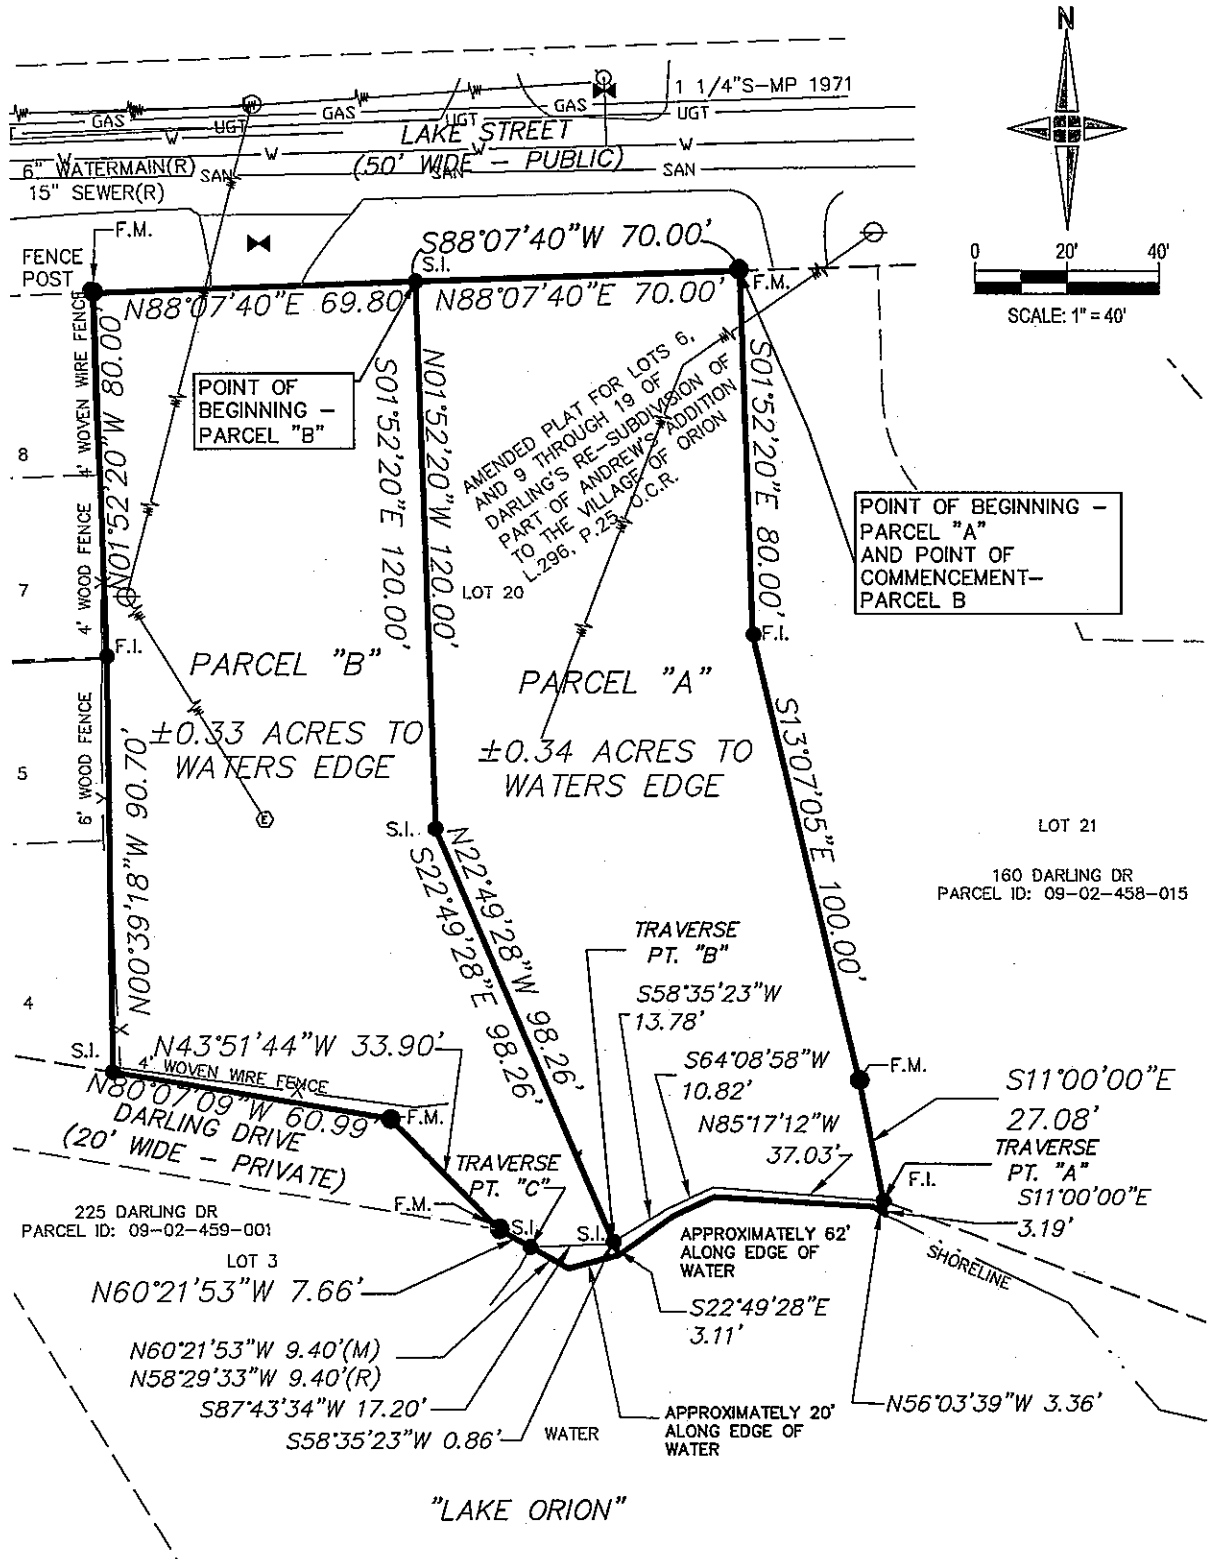 N
1 1/4"S-MP 1971
GAS
GAS
GAS
UGT
UGT
UGT
LAKE STREET
(50' WIDE - PUBLIC)
W
W
W
W
W
6" WATERMAIN(R)
SAN
SAN
SAN
15" SEWER(R)
F.M.
FENCE
POST
S88°07'40"W 70.00'
S.I.
F.M.
N88°07'40"E 69.80'
N88°07'40"E 70.00'
0 20' 40'
SCALE: 1" = 40'
4' WOVEN WIRE FENCE
N01°52'20"W 80.00'
POINT OF
BEGINNING -
PARCEL "B"
S01°52'20"E 120.00'
N01°52'20"W 120.00'
AMENDED PLAT FOR LOTS 6,
AND 9 THROUGH 19 OF
DARLING'S RE-SUBDIVISION OF
PART OF ANDREW'S ADDITION
TO THE VILLAGE OF ORION
L.296, P.25, O.C.R.
S01°52'20"E 80.00'
POINT OF BEGINNING -
PARCEL "A"
AND POINT OF
COMMENCEMENT-
PARCEL B
8
7
4' WOOD FENCE
LOT 20
F.I.
F.I.
PARCEL "B"
±0.33 ACRES TO
WATERS EDGE
PARCEL "A"
±0.34 ACRES TO
WATERS EDGE
S13°07'05"E 100.00'
5
6' WOOD FENCE
N00°39'18"W 90.70'
E
S.I.
N22°49'28"W 98.26'
S22°49'28"E 98.26'
LOT 21
160 DARLING DR
PARCEL ID: 09-02-458-015
TRAVERSE
PT. "B"
S58°35'23"W
13.78'
4
S.I.
N43°51'44"W 33.90'
4' WOVEN WIRE FENCE
N80°07'09"W 60.99'
F.M.
DARLING DRIVE
(20' WIDE - PRIVATE)
S64°08'58"W
10.82'
F.M.
S11°00'00"E
27.08'
N85°17'12"W
37.03'
TRAVERSE
PT. "A"
F.I.
S11°00'00"E
3.19'
TRAVERSE
PT. "C"
F.M.
S.I.
S.I.
225 DARLING DR
PARCEL ID: 09-02-459-001
LOT 3
N60°21'53"W 7.66'
APPROXIMATELY 62'
ALONG EDGE OF
WATER
SHORELINE
S22°49'28"E
3.11'
N60°21'53"W 9.40'(M)
N58°29'33"W 9.40'(R)
S87°43'34"W 17.20'
S58°35'23"W 0.86'
WATER
APPROXIMATELY 20'
ALONG EDGE OF
WATER
N56°03'39"W 3.36'
"LAKE ORION"